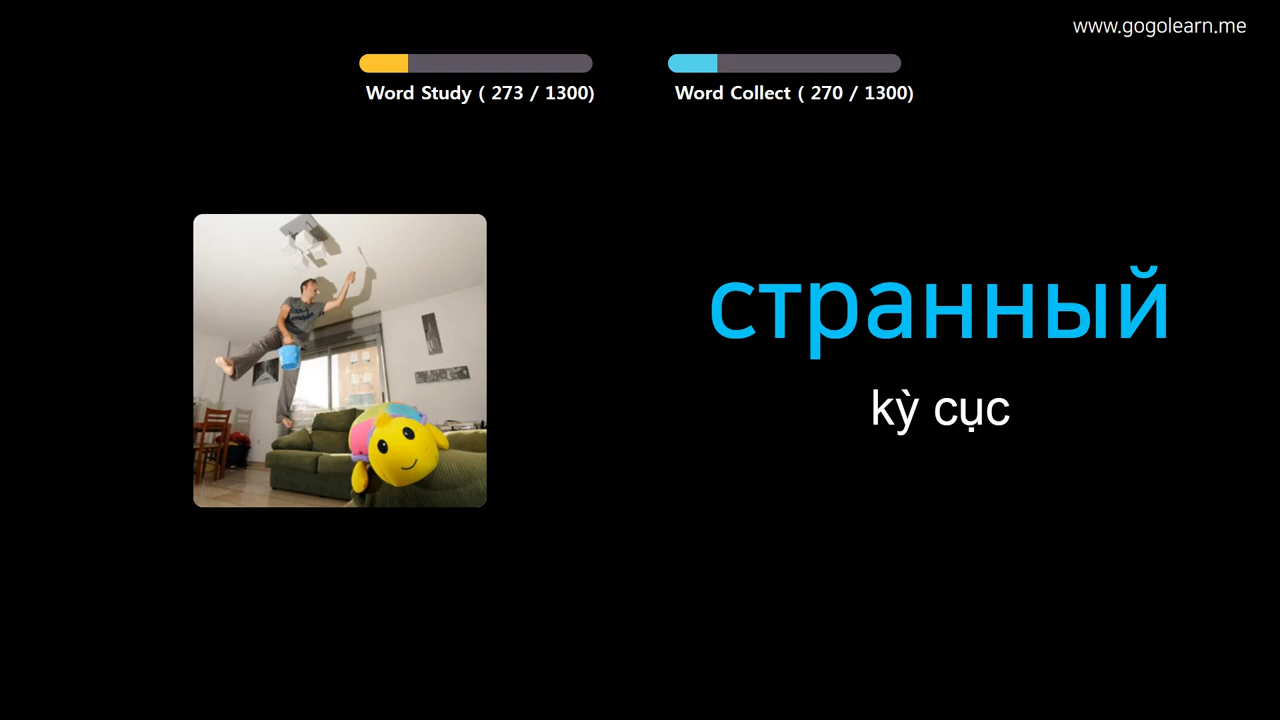 www.gogolearn.me
Word Study ( 273 / 1300)
Word Collect ( 270 / 1300)
странный
kỳ cục